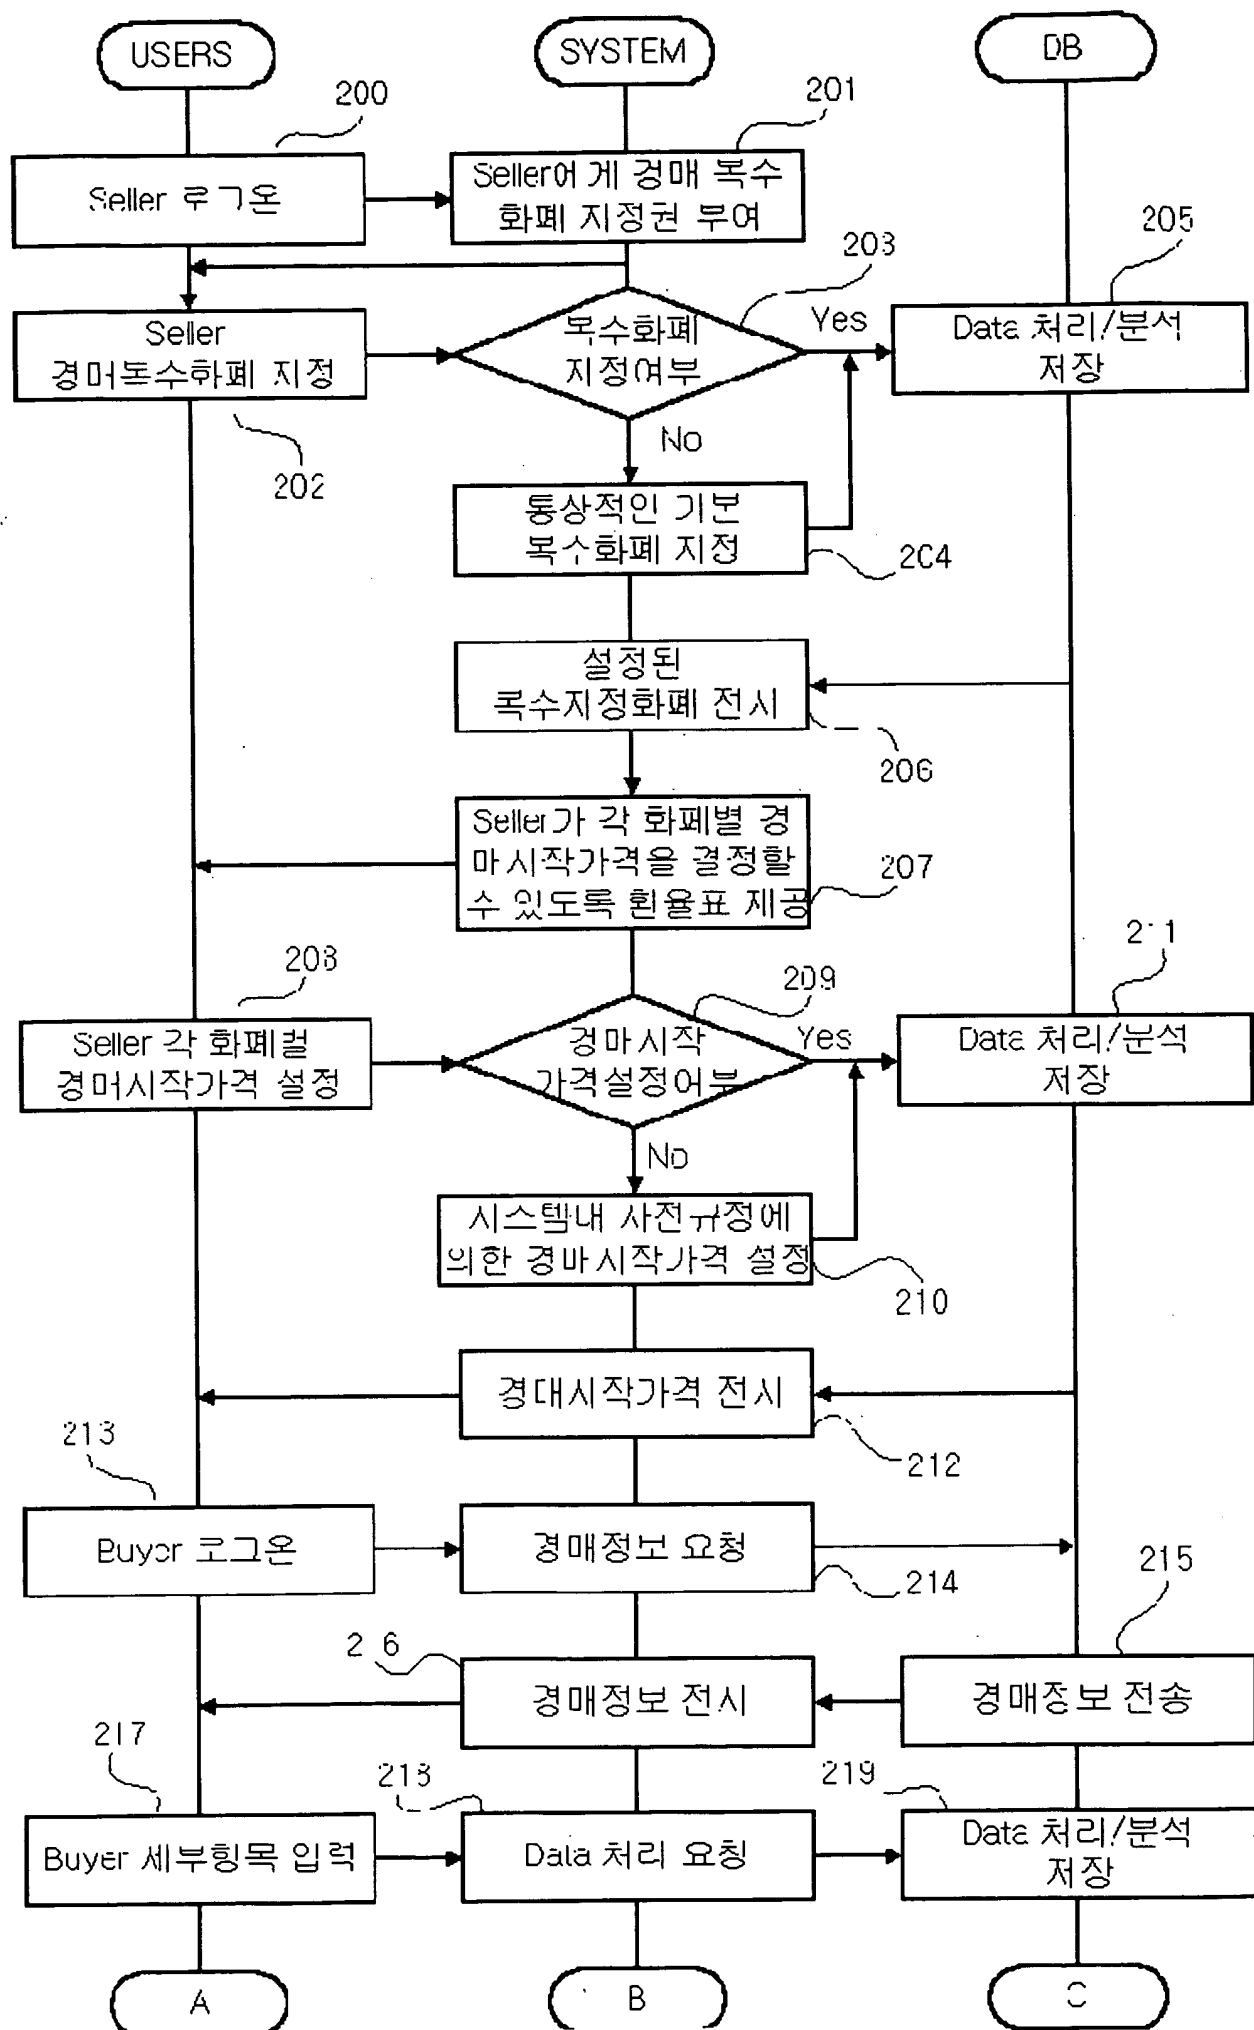 USERS
SYSTEM
DB
200
201
Seller 로그온
Seller에게 경매 복수
화폐 지정권 부여
203
205
Seller
경매복수화폐 지정
복수화폐
지정여부
Yes
Data 처리/분석
저장
No
202
통상적인 기본
복수화폐 지정
204
설정된
복수지정화폐 전시
206
Seller가 각 화폐별 경
매시작가격을 결정할
수 있도록 환율표 제공
207
208
209
211
Seller 각 화폐별
경매시작가격 설정
경매시작
가격설정여부
Yes
Data 처리/분석
저장
No
시스템내 사전규정에
의한 경매시작가격 설정
210
경매시작가격 전시
212
213
Buyer 로그온
경매정보 요청
214
215
2 6
경매정보 전시
경매정보 전송
217
218
219
Buyer 세부항목 입력
Data 처리 요청
Data 처리/분석
저장
A
B
C